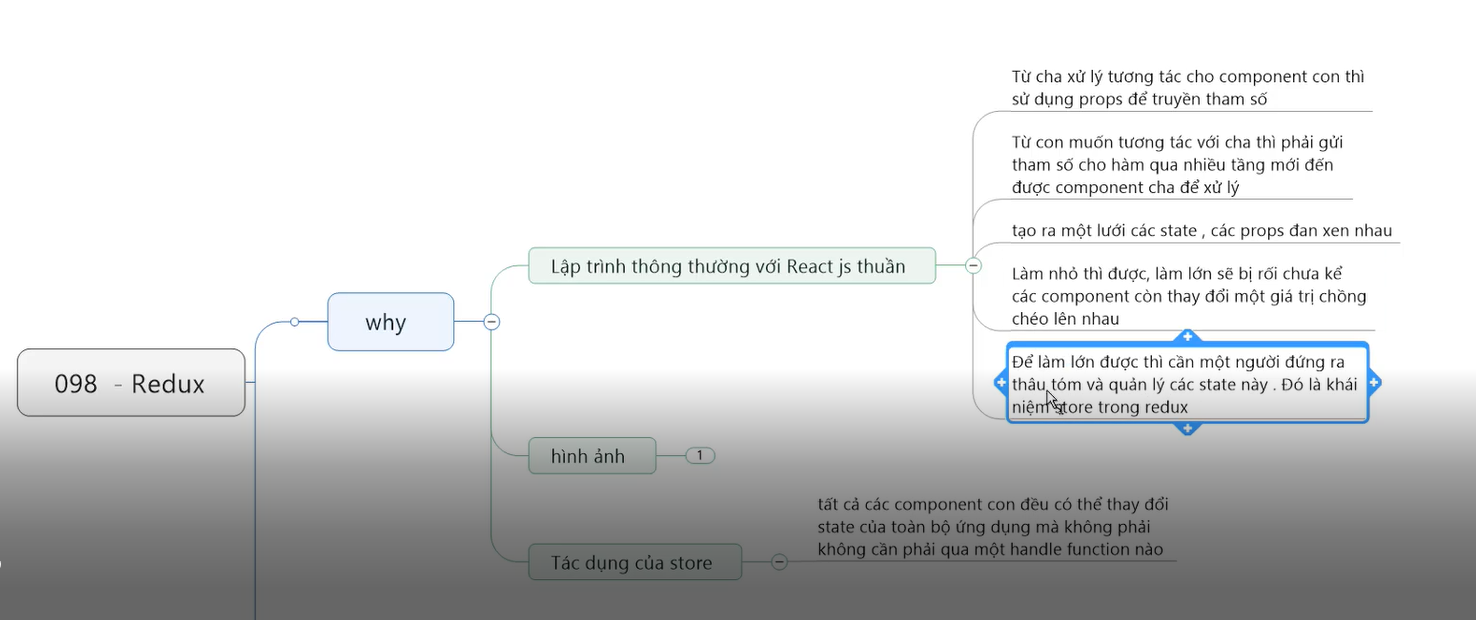 Từ cha xử lý tương tác cho component con thì
sử dụng props để truyền tham số
Từ con muốn tương tác với cha thì phải gửi
tham số cho hàm qua nhiều tầng mới đến
được component cha để xử lý
tạo ra một lưới các state , các props đan xen nhau
Lập trình thông thường với React js thuần
Làm nhỏ thì được, làm lớn sẽ bị rối chưa kể
các component còn thay đổi một giá trị chồng
chéo lên nhau
why
Để làm lớn được thì cần một người đứng ra
thâu tóm và quản lý các state này . Đó là khái
niệm store trong redux
098 - Redux
hình ảnh
1
tất cả các component con đều có thể thay đổi
state của toàn bộ ứng dụng mà không phải
không cần phải qua một handle function nào
Tác dụng của store